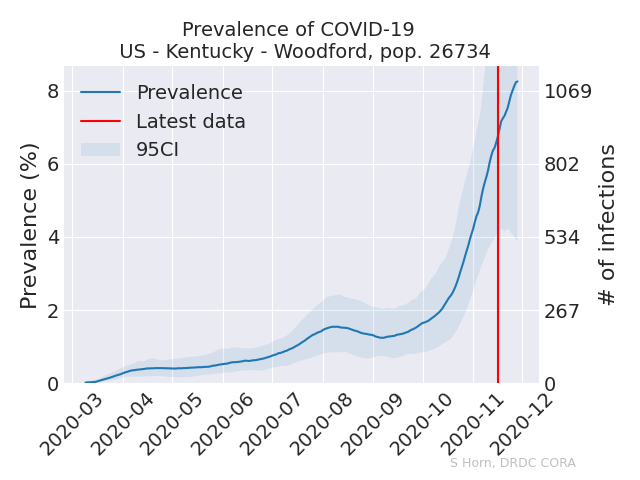 Prevalence of COVID-19
US - Kentucky - Woodford, pop. 26734
Prevalence
Latest data
95CI
Prevalence (%)
8
6
4
2
0
1069
802
534
267
0
# of infections
2020-03
2020-04
2020-05
2020-06
2020-07
2020-08
2020-09
2020-10
2020-11
2020-12
S Horn, DRDC CORA